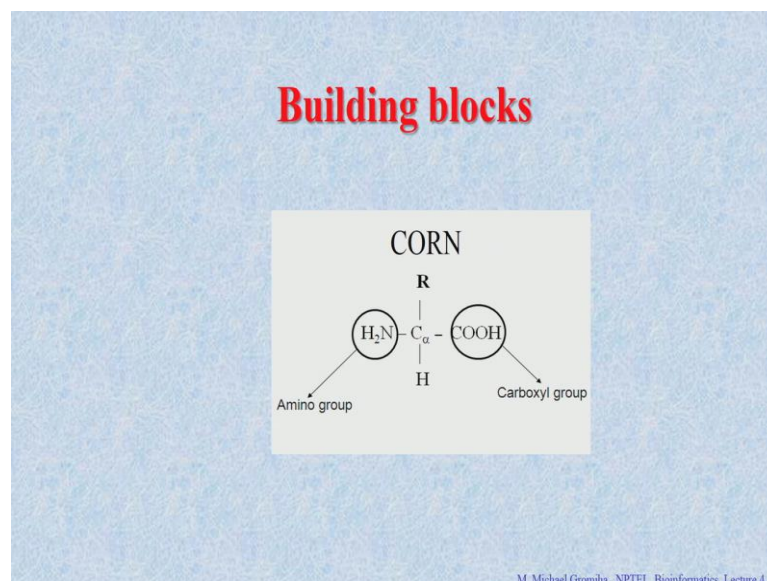 Building blocks
CORN
R
H₂N – Cα – COOH
H
Amino group
Carboxyl group
M. Michael Gromiha, NPTEL, Bioinformatics, Lecture 4